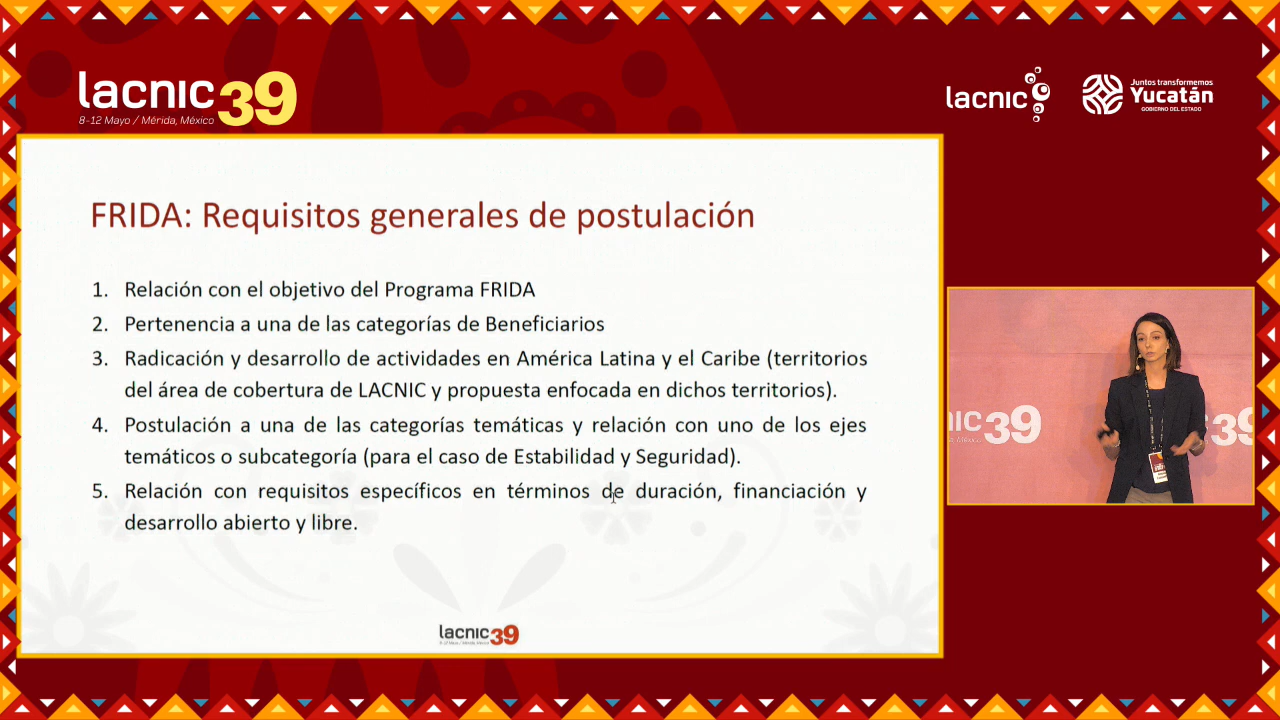 lacnic39
8-12 Mayo / Mérida, México
lacnic
Juntos transformemos
Yucatán
GOBIERNO DEL ESTADO
FRIDA: Requisitos generales de postulación
1. Relación con el objetivo del Programa FRIDA
2. Pertenencia a una de las categorías de Beneficiarios
3. Radicación y desarrollo de actividades en América Latina y el Caribe (territorios
del área de cobertura de LACNIC y propuesta enfocada en dichos territorios).
4. Postulación a una de las categorías temáticas y relación con uno de los ejes
temáticos o subcategoría (para el caso de Estabilidad y Seguridad).
5. Relación con requisitos específicos en términos de duración, financiación y
desarrollo abierto y libre.
lacnic39
NIC39
39